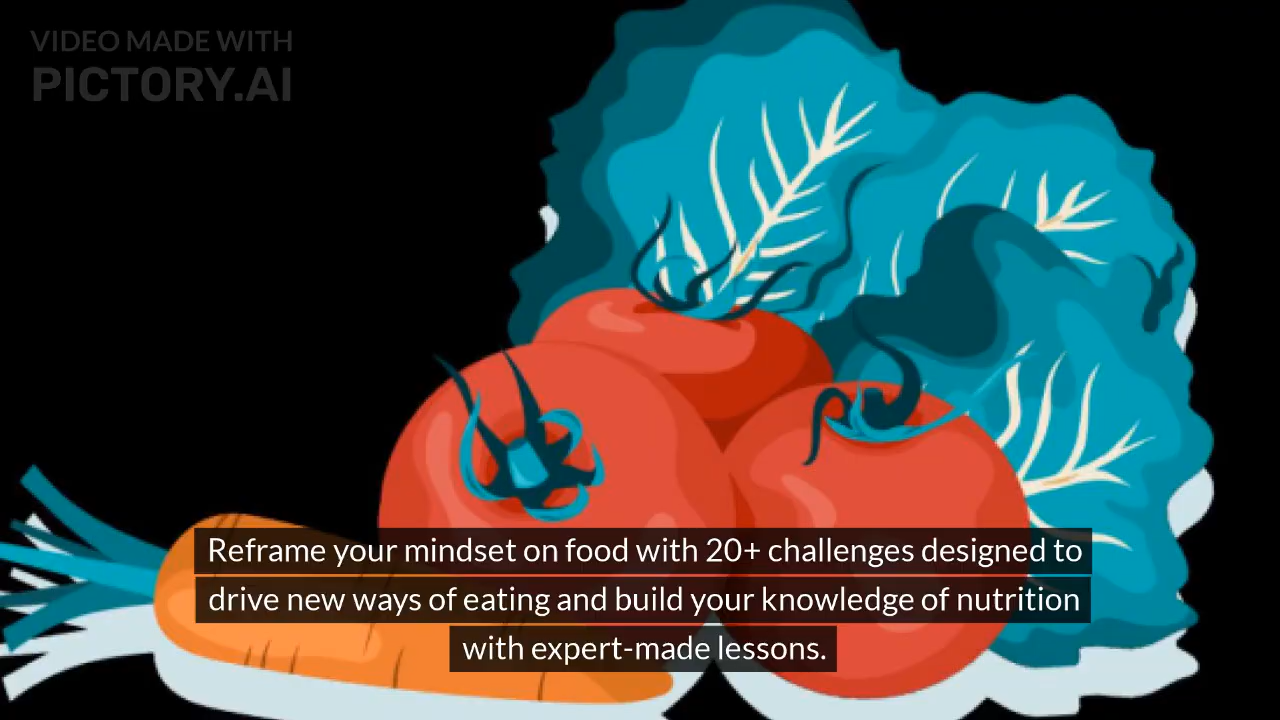 VIDEO MADE WITH
PICTORY.AI
Reframe your mindset on food with 20+ challenges designed to
drive new ways of eating and build your knowledge of nutrition
with expert-made lessons.